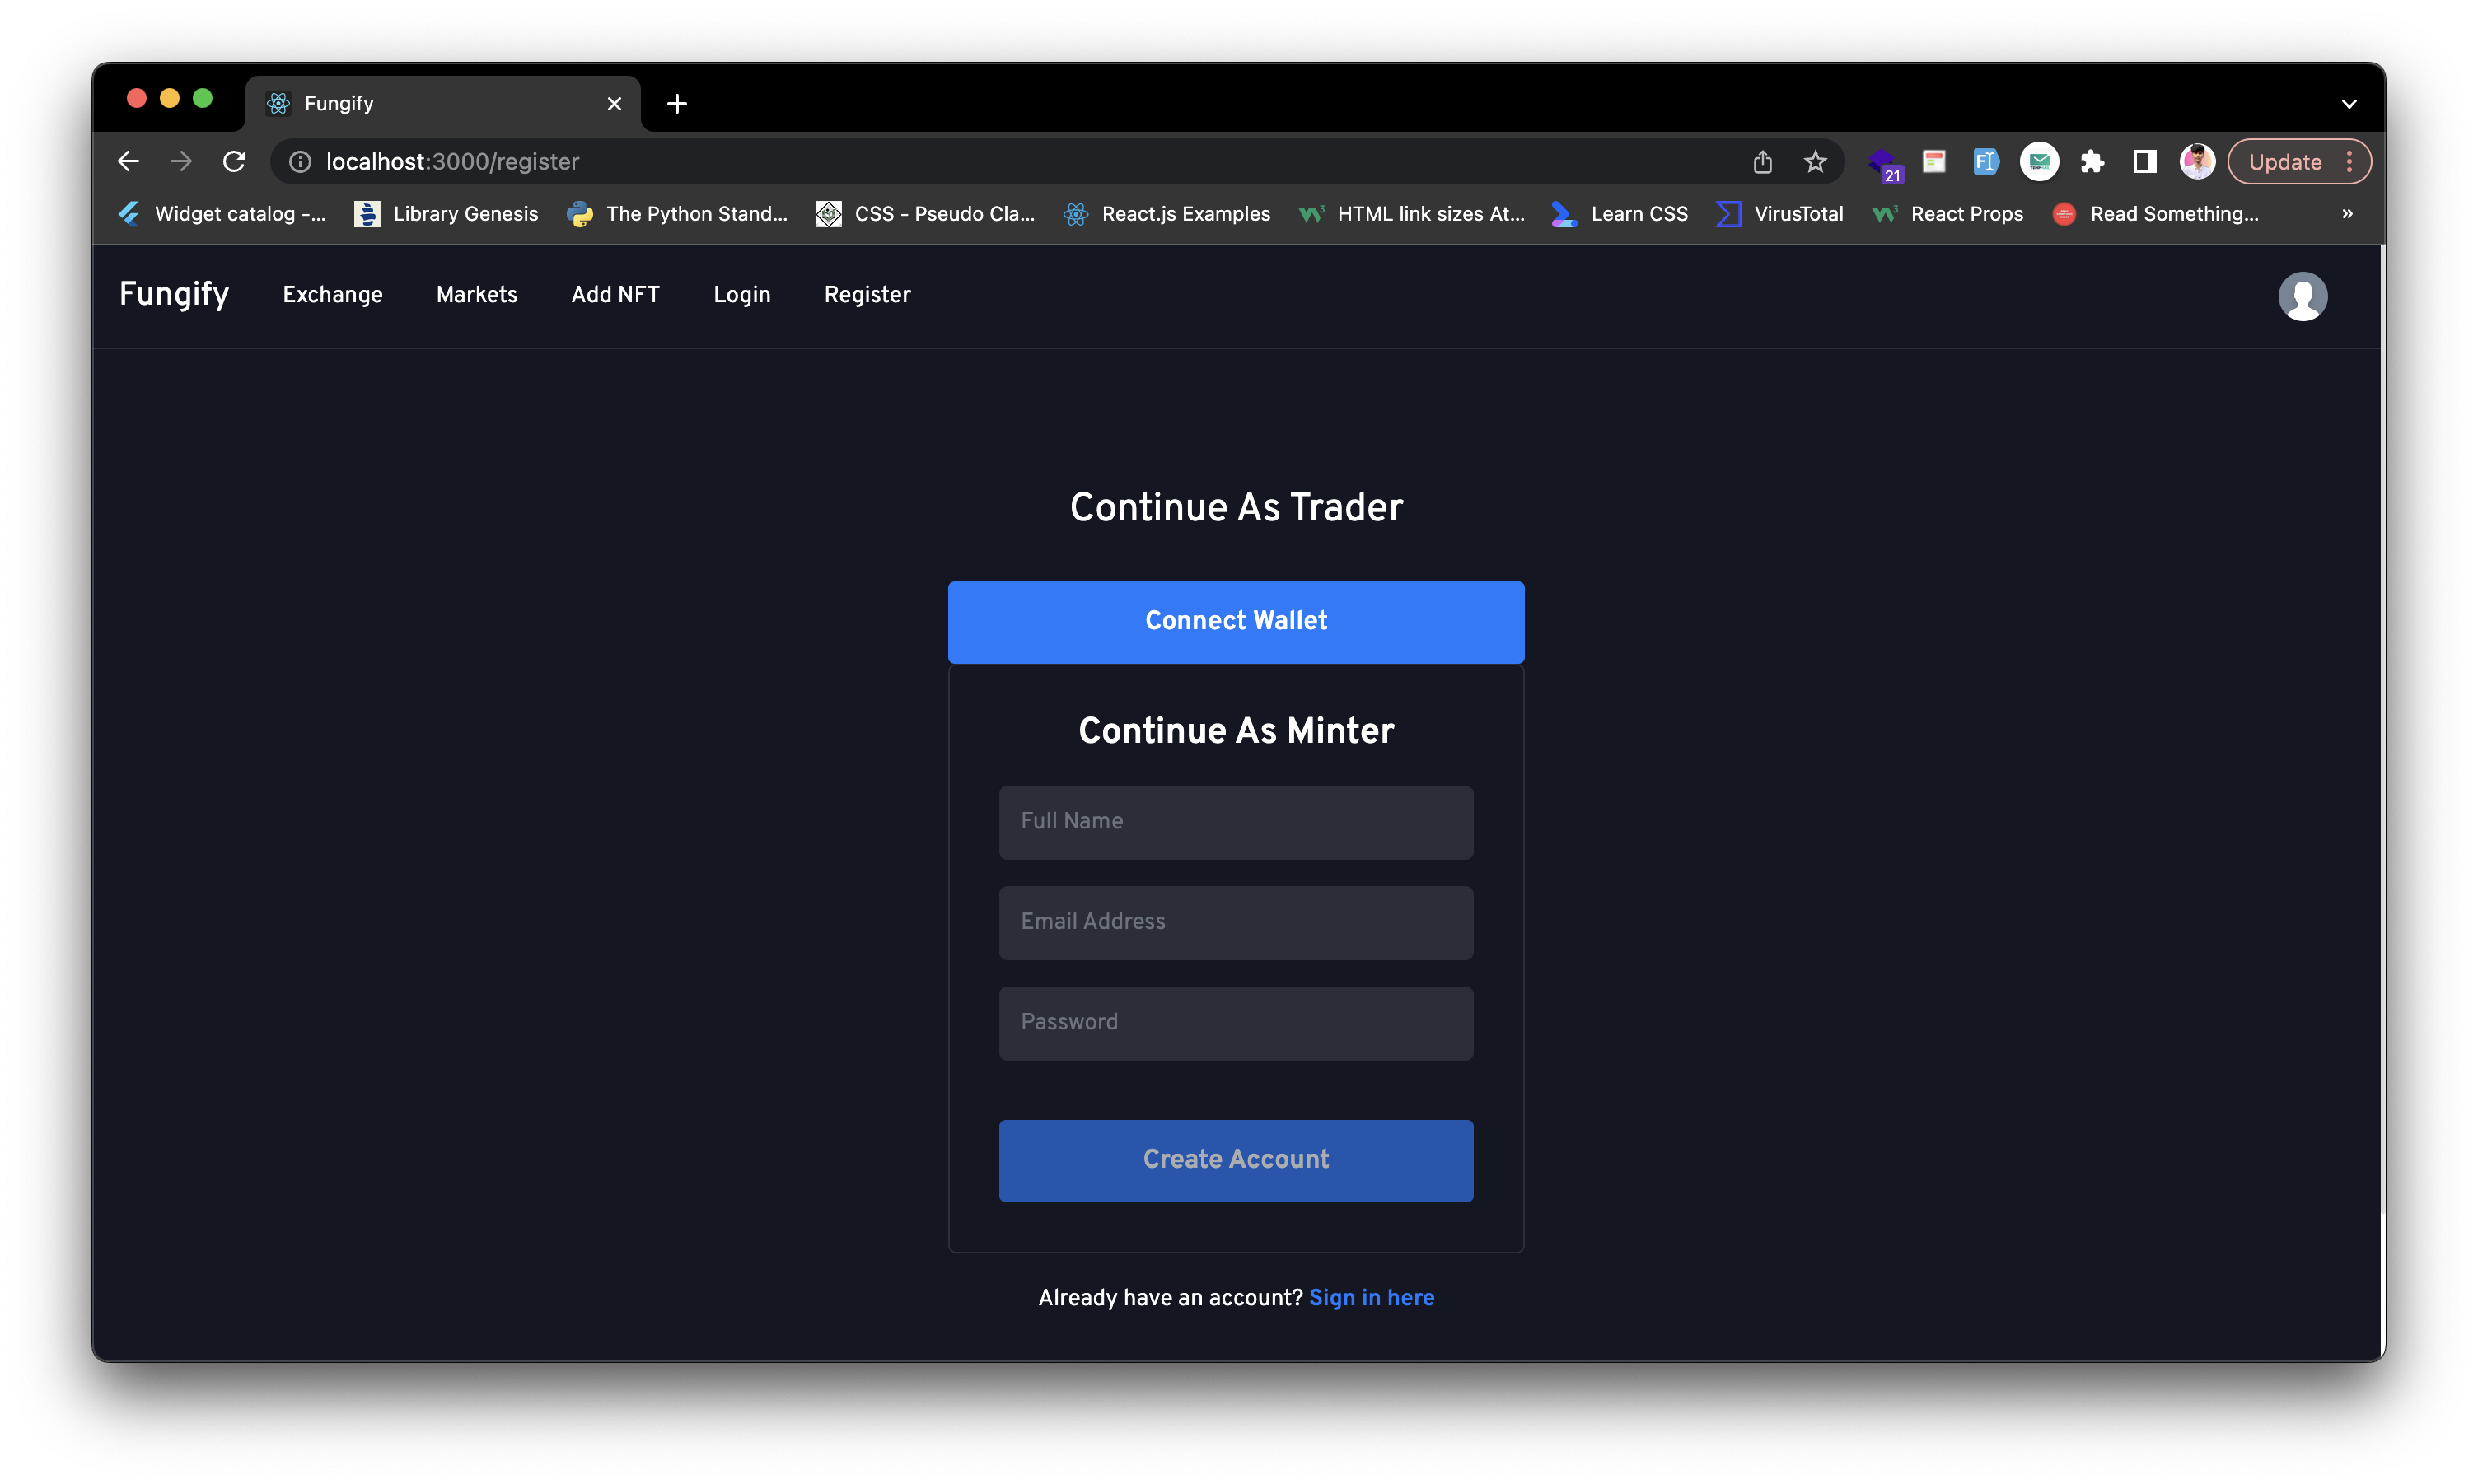 Fungify
localhost:3000/register
21
Update
Widget catalog -... Library Genesis The Python Stand... CSS - Pseudo Cla... React.js Examples HTML link sizes At... Learn CSS VirusTotal React Props Read Something... »
Fungify Exchange Markets Add NFT Login Register
Continue As Trader
Connect Wallet
Continue As Minter
Full Name
Email Address
Password
Create Account
Already have an account? Sign in here